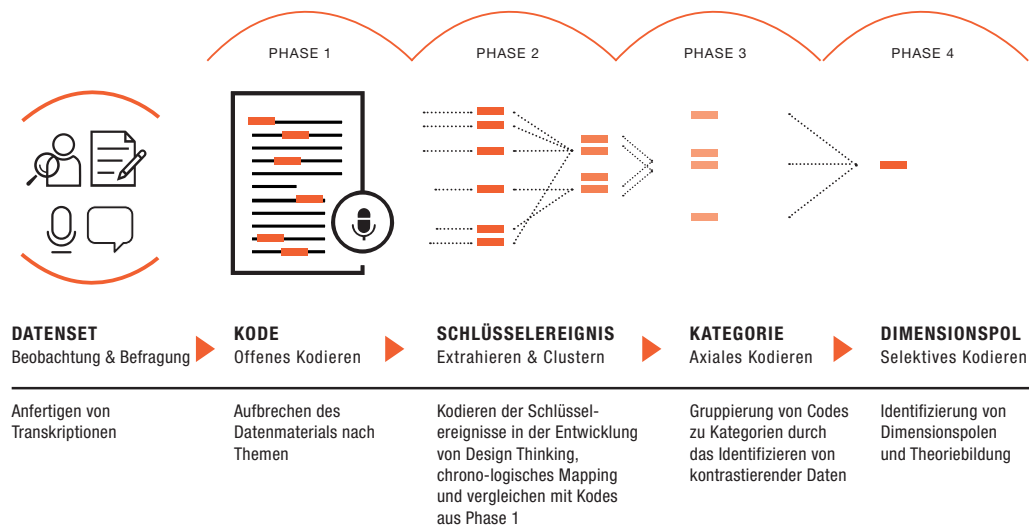 PHASE 1
PHASE 2
PHASE 3
PHASE 4
DATENSET
Beobachtung & Befragung
KODE
Offenes Kodieren
SCHLÜSSELEREIGNIS
Extrahieren & Clustern
KATEGORIE
Axiales Kodieren
DIMENSIONSPOL
Selektives Kodieren
Anfertigen von
Transkriptionen
Aufbrechen des
Datenmaterials nach
Themen
Kodieren der Schlüssel-
ereignisse in der Entwicklung
von Design Thinking,
chrono-logisches Mapping
und vergleichen mit Kodes
aus Phase 1
Gruppierung von Codes
zu Kategorien durch
das Identifizieren von
kontrastierender Daten
Identifizierung von
Dimensionspolen
und Theoriebildung